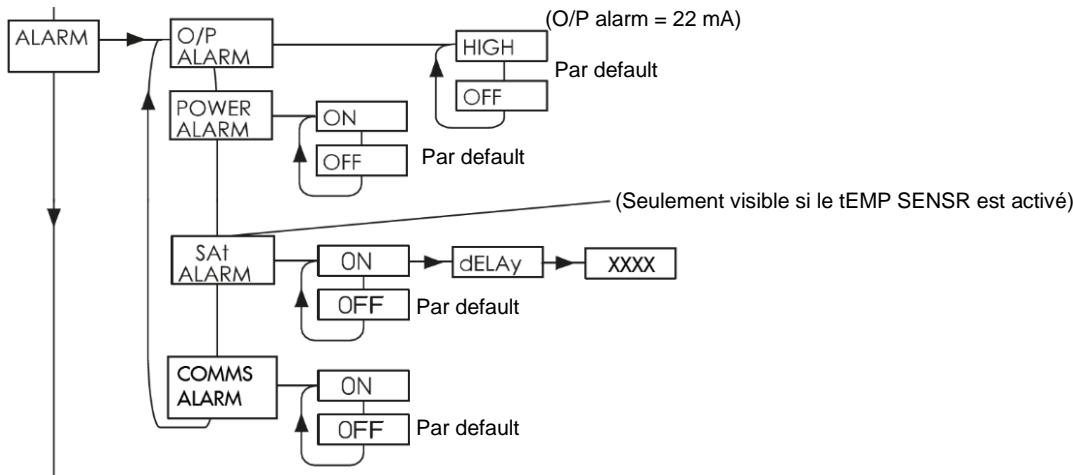 (O/P alarm = 22 mA)
ALARM
O/P
ALARM
HIGH
Par default
OFF
POWER
ALARM
ON
OFF
Par default
(Seulement visible si le tEMP SENSR est activé)
SAt
ALARM
ON
dELAy
XXXX
OFF
Par default
COMMS
ALARM
ON
OFF
Par default